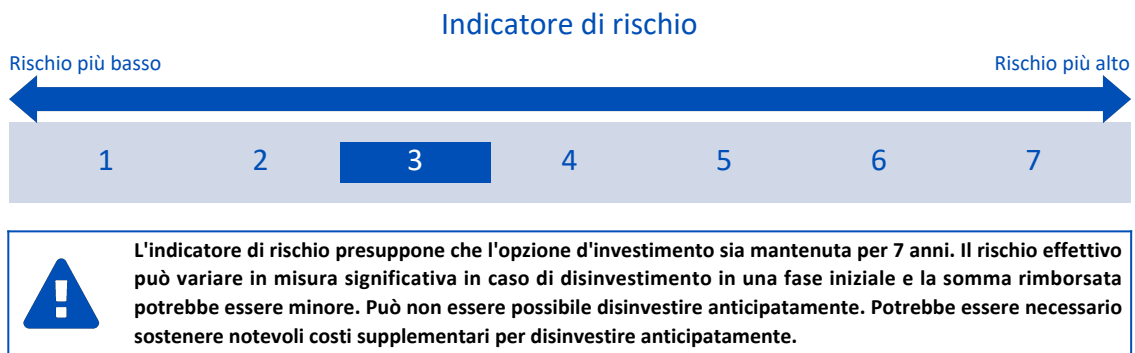 Indicatore di rischio
Rischio più basso Rischio più alto
1 2 3 4 5 6 7
L'indicatore di rischio presuppone che l'opzione d'investimento sia mantenuta per 7 anni. Il rischio effettivo
può variare in misura significativa in caso di disinvestimento in una fase iniziale e la somma rimborsata
potrebbe essere minore. Può non essere possibile disinvestire anticipatamente. Potrebbe essere necessario
sostenere notevoli costi supplementari per disinvestire anticipatamente.